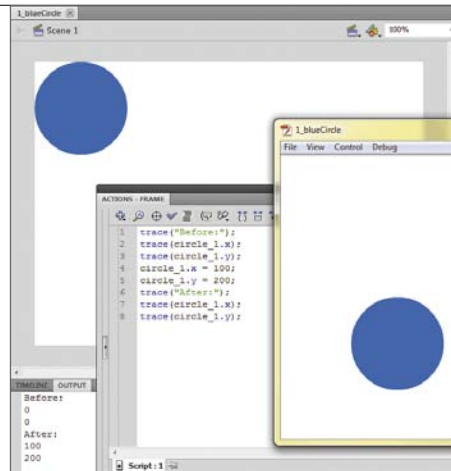 1_blueCircle
Scene 1
100%
1_blueCircle
File View Control Debug
ACTIONS - FRAME
1 trace("Before:");
2 trace(circle_1.x);
3 trace(circle_1.y);
4 circle_1.x = 100;
5 circle_1.y = 200;
6 trace("After:");
7 trace(circle_1.x);
8 trace(circle_1.y);
TIMELINE OUTPUT
Before:
0
0
After:
100
200
Script : 1